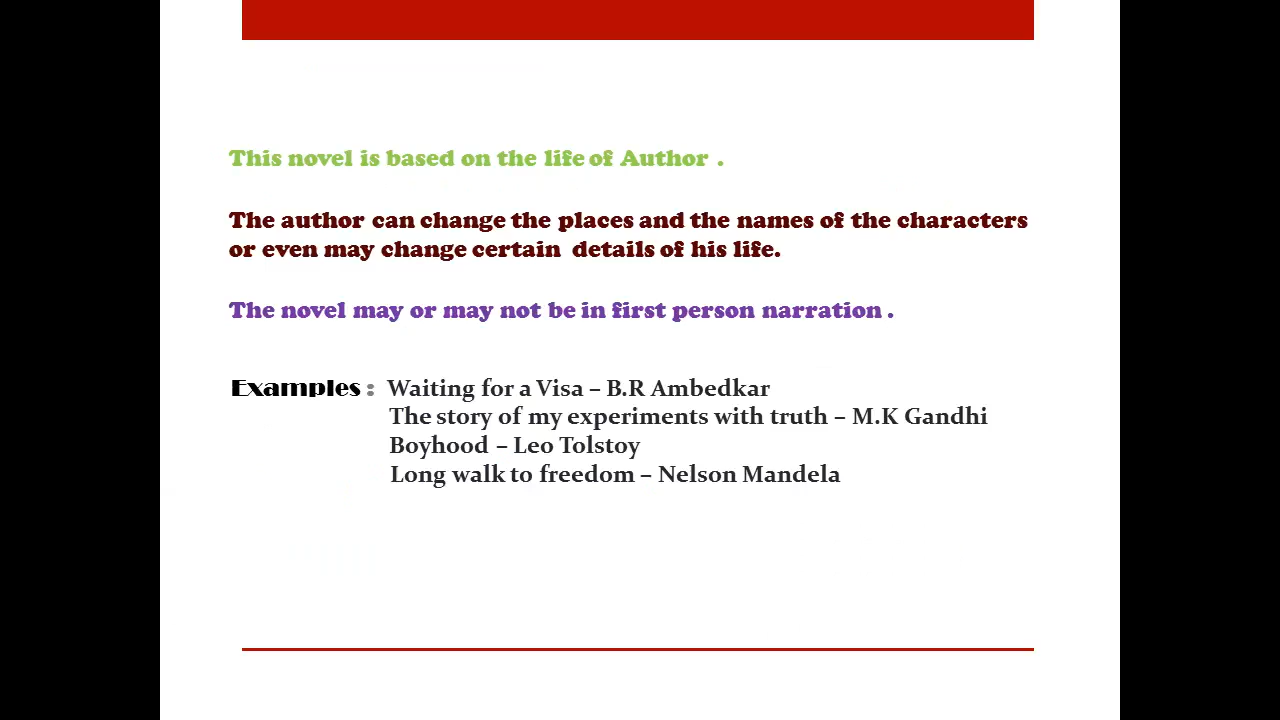 This novel is based on the life of Author .
The author can change the places and the names of the characters
or even may change certain details of his life.
The novel may or may not be in first person narration .
Examples : Waiting for a Visa – B.R Ambedkar
The story of my experiments with truth – M.K Gandhi
Boyhood – Leo Tolstoy
Long walk to freedom – Nelson Mandela